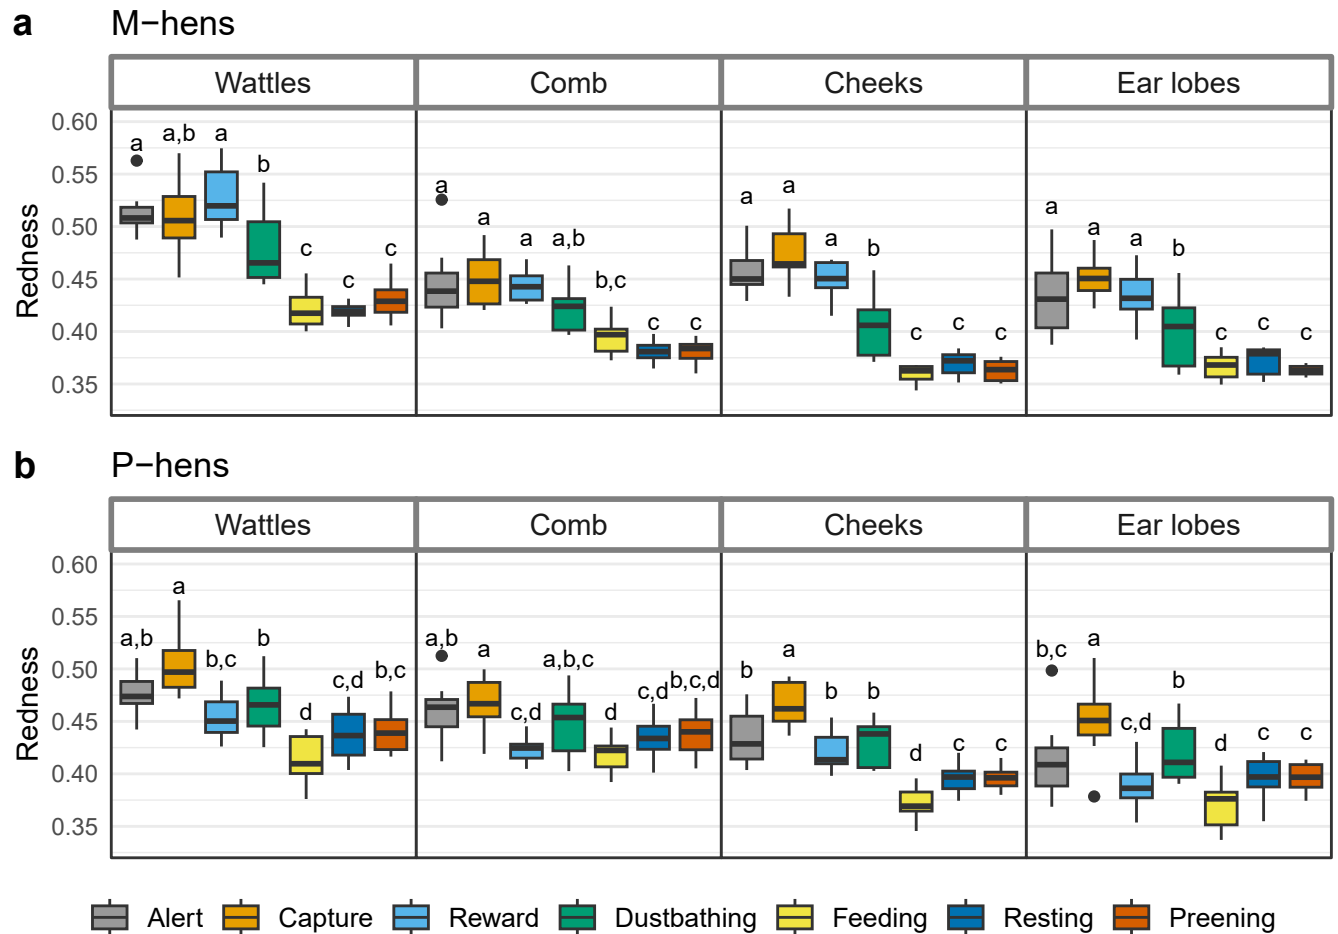 a M−hens
Wattles Comb Cheeks Ear lobes
Redness
0.60
0.55
0.50
0.45
0.40
0.35
a a,b a b c c c
a a a a,b b,c c c
a a a b c c c
a a a b c c c
b P−hens
Wattles Comb Cheeks Ear lobes
Redness
0.60
0.55
0.50
0.45
0.40
0.35
a,b a b,c b d c,d b,c
a,b a c,d a,b,c d c,d b,c,d
b a b b d c c
b,c a c,d b d c c
Alert Capture Reward Dustbathing Feeding Resting Preening